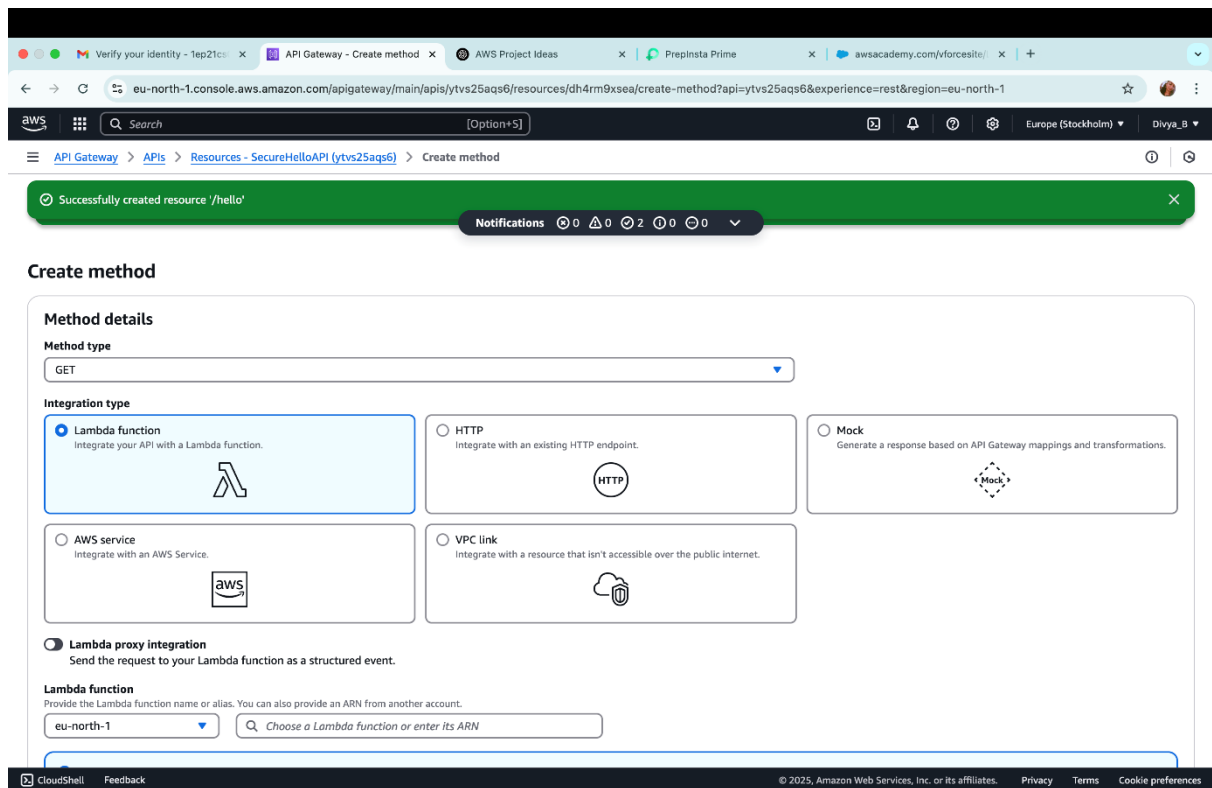 Verify your identity - 1ep21cs
API Gateway - Create method
AWS Project Ideas
PrepInsta Prime
awsacademy.com/vforcesite/
eu-north-1.console.aws.amazon.com/apigateway/main/apis/ytvs25aqs6/resources/dh4rm9xsea/create-method?api=ytvs25aqs6&experience=rest&region=eu-north-1
aws
Search
[Option+S]
Europe (Stockholm)
Divya_B
API Gateway > APIs > Resources - SecureHelloAPI (ytvs25aqs6) > Create method
Successfully created resource '/hello'
Notifications 0 0 2 0 0
Create method
Method details
Method type
GET
Integration type
Lambda function
Integrate your API with a Lambda function.
HTTP
Integrate with an existing HTTP endpoint.
HTTP
Mock
Generate a response based on API Gateway mappings and transformations.
Mock
AWS service
Integrate with an AWS Service.
aws
VPC link
Integrate with a resource that isn't accessible over the public internet.
Lambda proxy integration
Send the request to your Lambda function as a structured event.
Lambda function
Provide the Lambda function name or alias. You can also provide an ARN from another account.
eu-north-1
Choose a Lambda function or enter its ARN
CloudShell
Feedback
© 2025, Amazon Web Services, Inc. or its affiliates.
Privacy
Terms
Cookie preferences